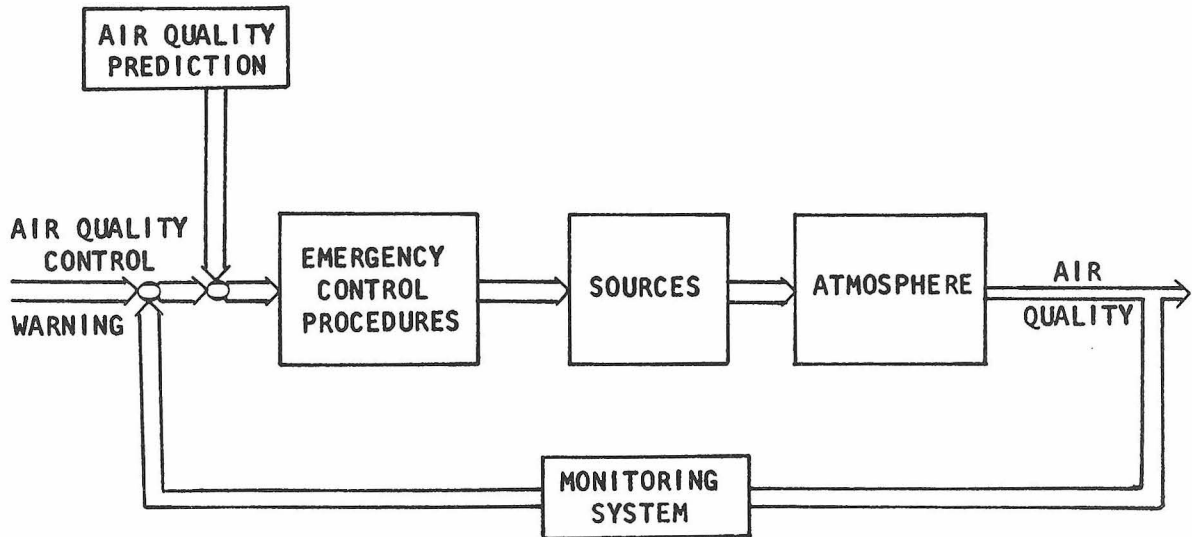 AIR QUALITY
PREDICTION
AIR QUALITY
CONTROL
WARNING
EMERGENCY
CONTROL
PROCEDURES
SOURCES
ATMOSPHERE
AIR
QUALITY
MONITORING
SYSTEM